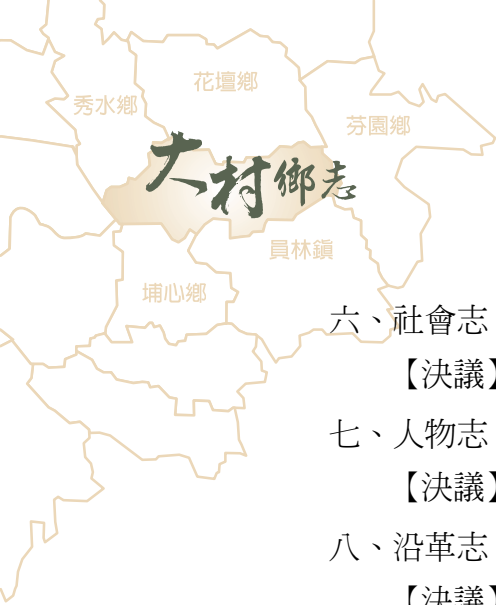 花壇鄉
秀水鄉
芬園鄉
大村鄉志
員林鎮
埔心鄉
六、社會志
【決議】
七、人物志
【決議】
八、沿革志
【決議】